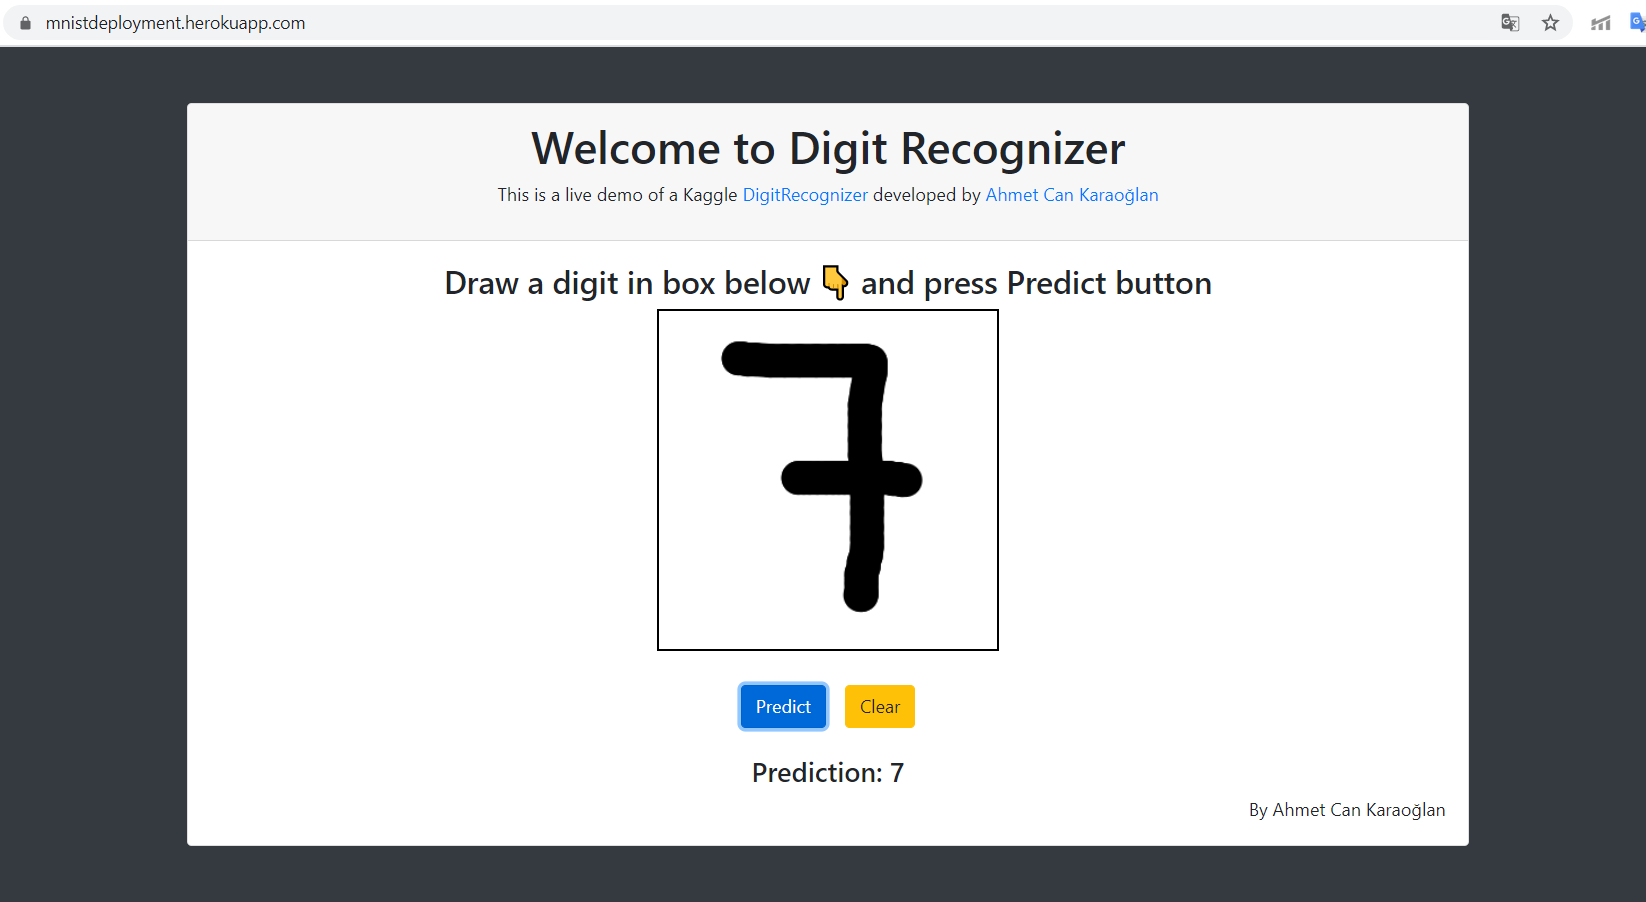 mnistdeployment.herokuapp.com
Welcome to Digit Recognizer
This is a live demo of a Kaggle DigitRecognizer developed by Ahmet Can Karaoğlan
Draw a digit in box below 👇 and press Predict button
7
Predict Clear
Prediction: 7
By Ahmet Can Karaoğlan